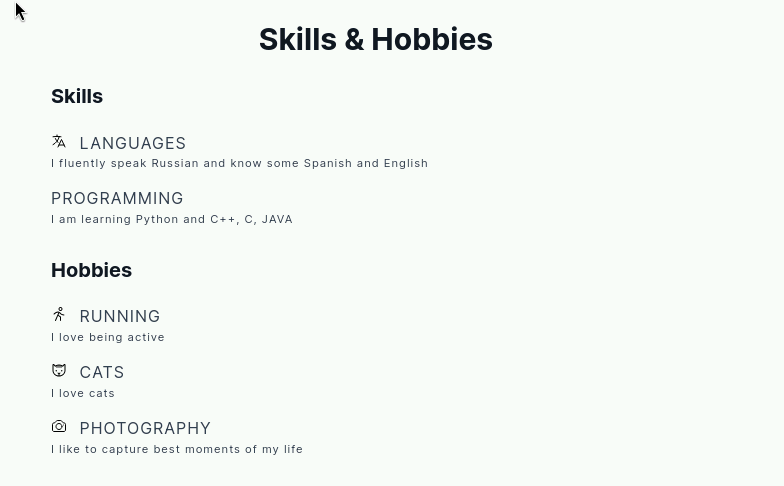 Skills & Hobbies
Skills
LANGUAGES
I fluently speak Russian and know some Spanish and English
PROGRAMMING
I am learning Python and C++, C, JAVA
Hobbies
RUNNING
I love being active
CATS
I love cats
PHOTOGRAPHY
I like to capture best moments of my life